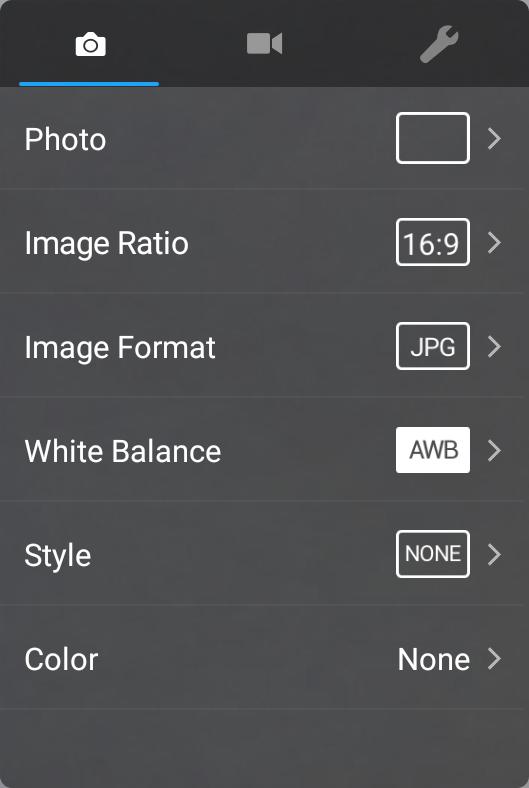 Photo
Image Ratio 16:9
Image Format JPG
White Balance AWB
Style NONE
Color None